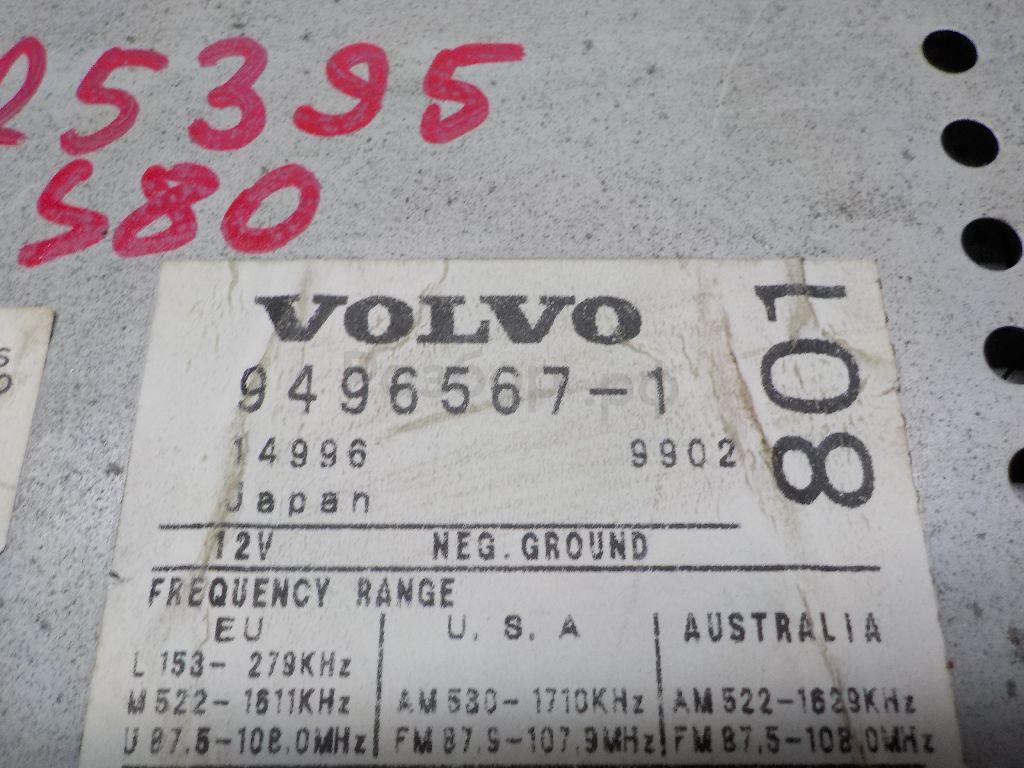 25395
S80
VOLVO
108
9496567-1
14996 9902
Japan
12V NEG. GROUND
FREQUENCY RANGE
EU U.S.A AUSTRALIA
L 153- 279KHz
M 522-1611KHz AM 530-1710KHz AM 522-1629KHz
U 87.5-108.0MHz FM 87.9-107.9MHz FM 87.5-108.0MHz